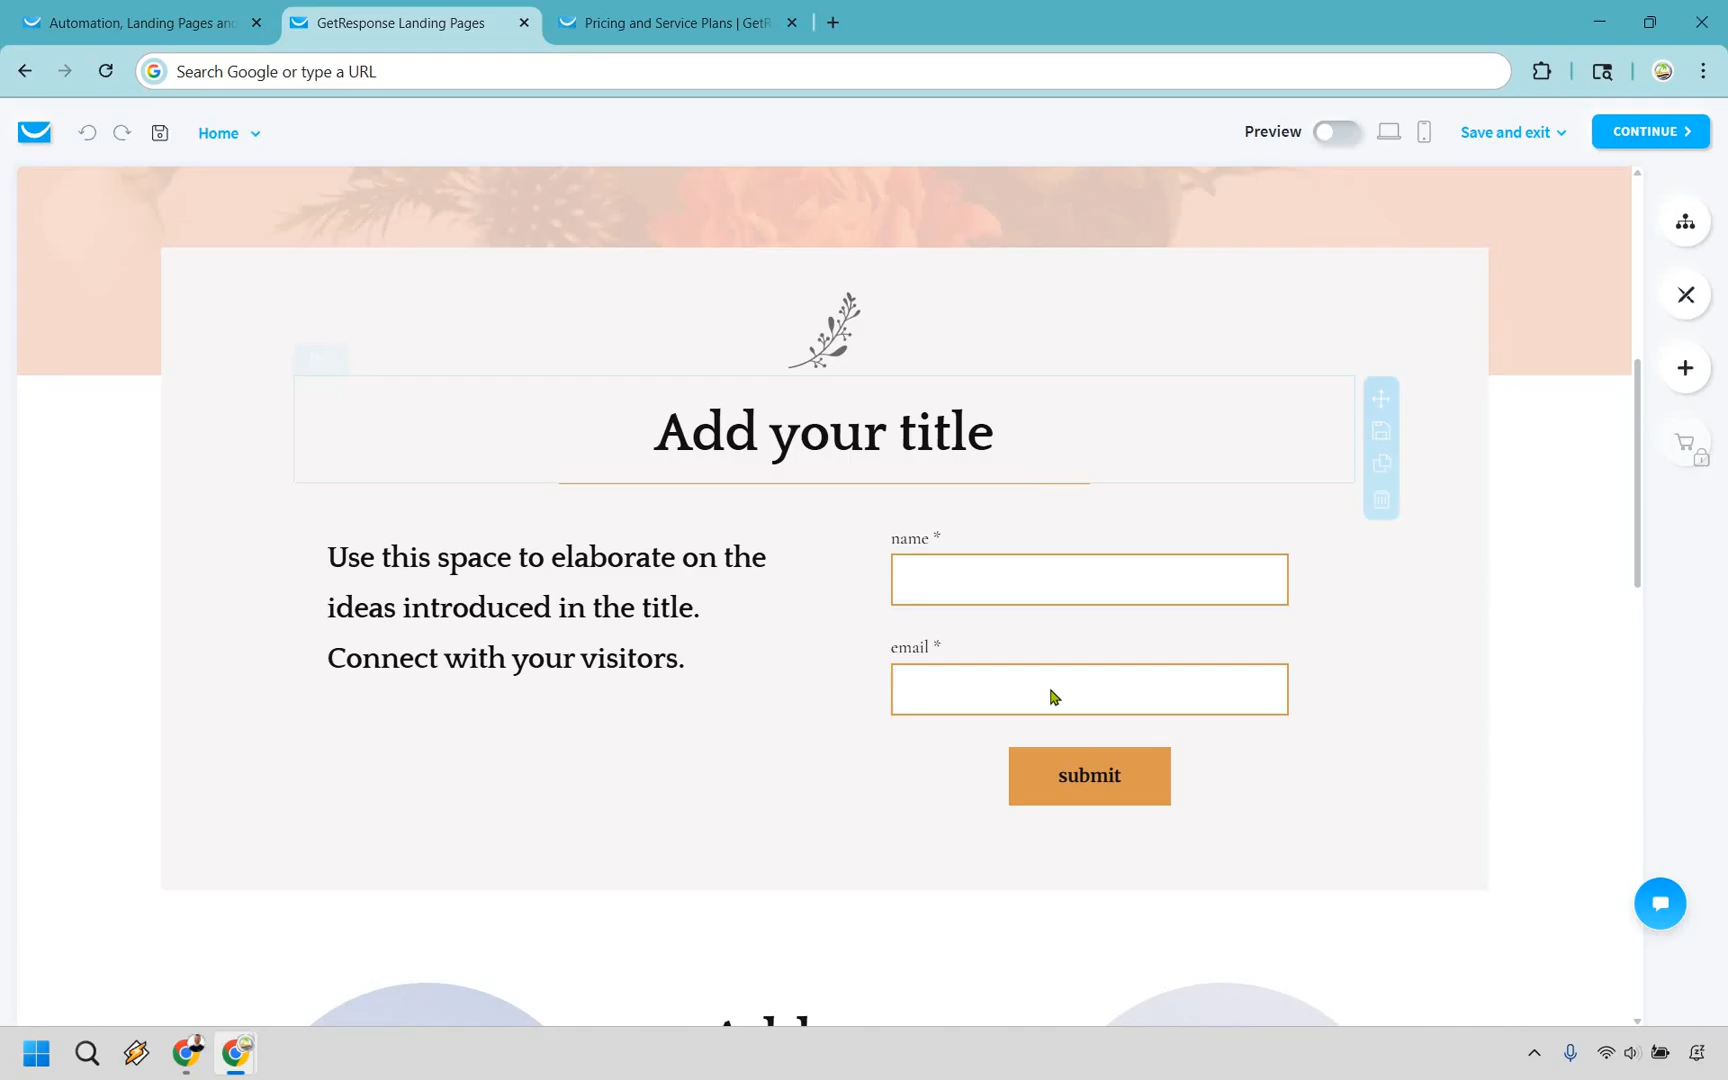 Automation, Landing Pages and
GetResponse Landing Pages
Pricing and Service Plans | GetR
Search Google or type a URL
Home
Preview
Save and exit
CONTINUE
Add your title
Use this space to elaborate on the
ideas introduced in the title.
Connect with your visitors.
name *
email *
submit